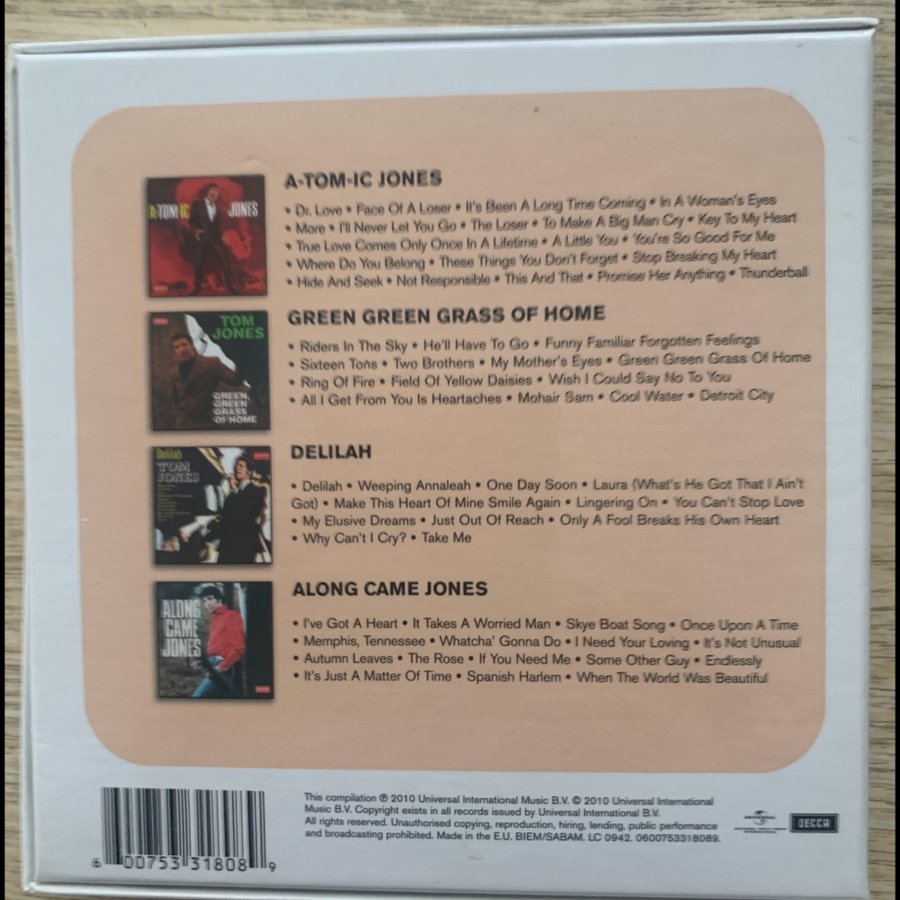 A-TOM-IC JONES
A-TOM-IC JONES
• Dr. Love • Face Of A Loser • It's Been A Long Time Coming • In A Woman's Eyes
• More • I'll Never Let You Go • The Loser • To Make A Big Man Cry • Key To My Heart
• True Love Comes Only Once In A Lifetime • A Little You • You're So Good For Me
• Where Do You Belong • These Things You Don't Forget • Stop Breaking My Heart
• Hide And Seek • Not Responsible • This And That • Promise Her Anything • Thunderball
TOM
JONES
GREEN,
GREEN
GRASS
OF HOME
GREEN GREEN GRASS OF HOME
• Riders In The Sky • He'll Have To Go • Funny Familiar Forgotten Feelings
• Sixteen Tons • Two Brothers • My Mother's Eyes • Green Green Grass Of Home
• Ring Of Fire • Field Of Yellow Daisies • Wish I Could Say No To You
• All I Get From You Is Heartaches • Mohair Sam • Cool Water • Detroit City
Delilah
TOM
JONES
DELILAH
• Delilah • Weeping Annaleah • One Day Soon • Laura (What's He Got That I Ain't
Got) • Make This Heart Of Mine Smile Again • Lingering On • You Can't Stop Love
• My Elusive Dreams • Just Out Of Reach • Only A Fool Breaks His Own Heart
• Why Can't I Cry? • Take Me
ALONG
CAME
JONES
ALONG CAME JONES
• I've Got A Heart • It Takes A Worried Man • Skye Boat Song • Once Upon A Time
• Memphis, Tennessee • Whatcha' Gonna Do • I Need Your Loving • It's Not Unusual
• Autumn Leaves • The Rose • If You Need Me • Some Other Guy • Endlessly
• It's Just A Matter Of Time • Spanish Harlem • When The World Was Beautiful
6 00753 31808 9
This compilation ℗ 2010 Universal International Music B.V. © 2010 Universal International
Music B.V. Copyright exists in all records issued by Universal International B.V.
All rights reserved. Unauthorised copying, reproduction, hiring, lending, public performance
and broadcasting prohibited. Made in the E.U. BIEM/SABAM. LC 0942. 0600753318089.
UNIVERSAL
UNIVERSAL MUSIC GROUP
INTERNATIONAL
DECCA